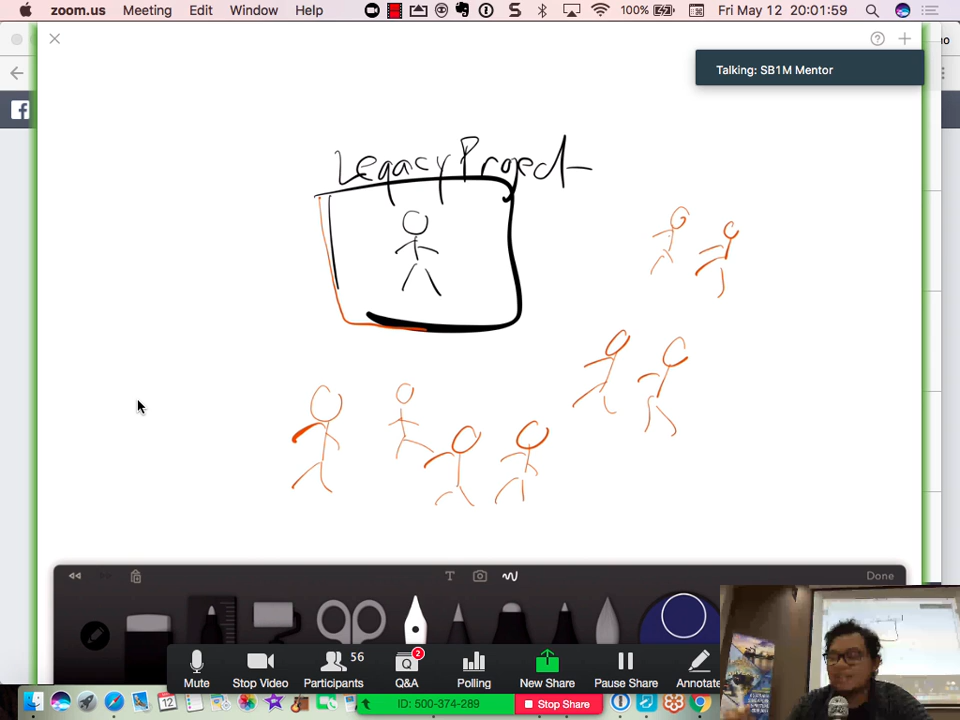 zoom.us Meeting Edit Window Help 100% Fri May 12 20:01:59
Talking: SB1M Mentor
Legacy Project
T Done
56 2
Mute Stop Video Participants Q&A Polling New Share Pause Share Annotate
12 ID: 500-374-289 Stop Share